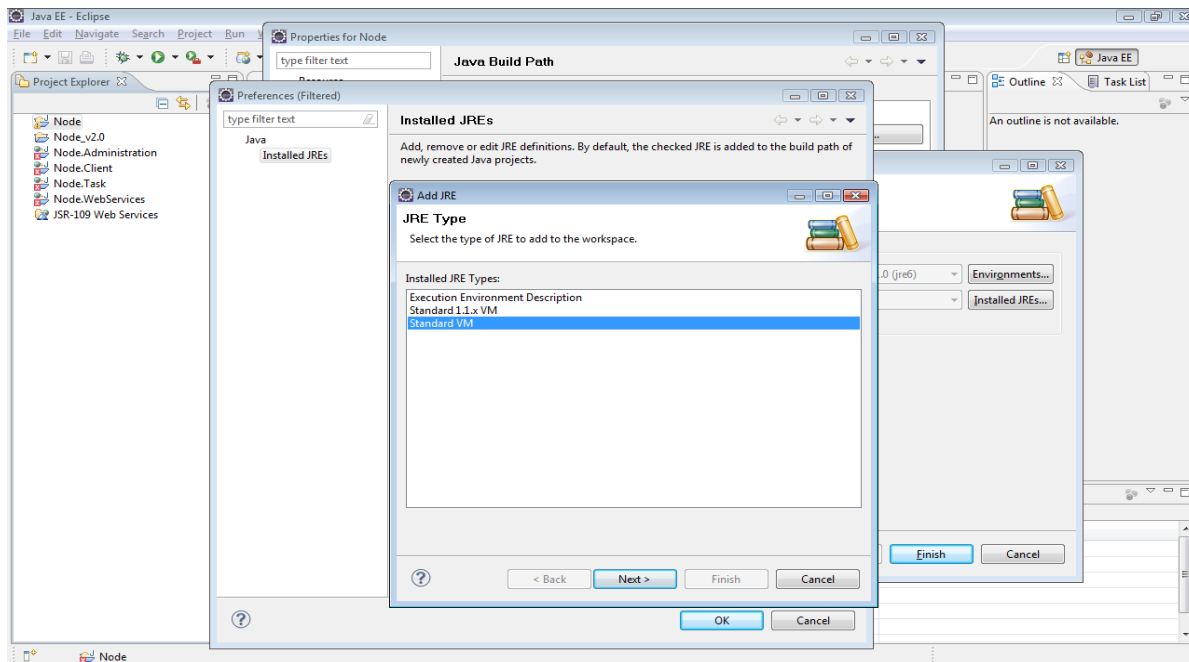 Java EE - Eclipse
File Edit Navigate Search Project Run
Properties for Node
type filter text
Java Build Path
Java EE
Project Explorer
Outline
Task List
An outline is not available.
Node
Node_v2.0
Node.Administration
Node.Client
Node.Task
Node.WebServices
JSR-109 Web Services
Preferences (Filtered)
type filter text
Java
Installed JREs
Installed JREs
Add, remove or edit JRE definitions. By default, the checked JRE is added to the build path of
newly created Java projects.
Add JRE
JRE Type
Select the type of JRE to add to the workspace.
Installed JRE Types:
Execution Environment Description
Standard 1.1.x VM
Standard VM
.0 (jre6)
Environments...
Installed JREs...
Finish Cancel
< Back Next > Finish Cancel
OK Cancel
Node